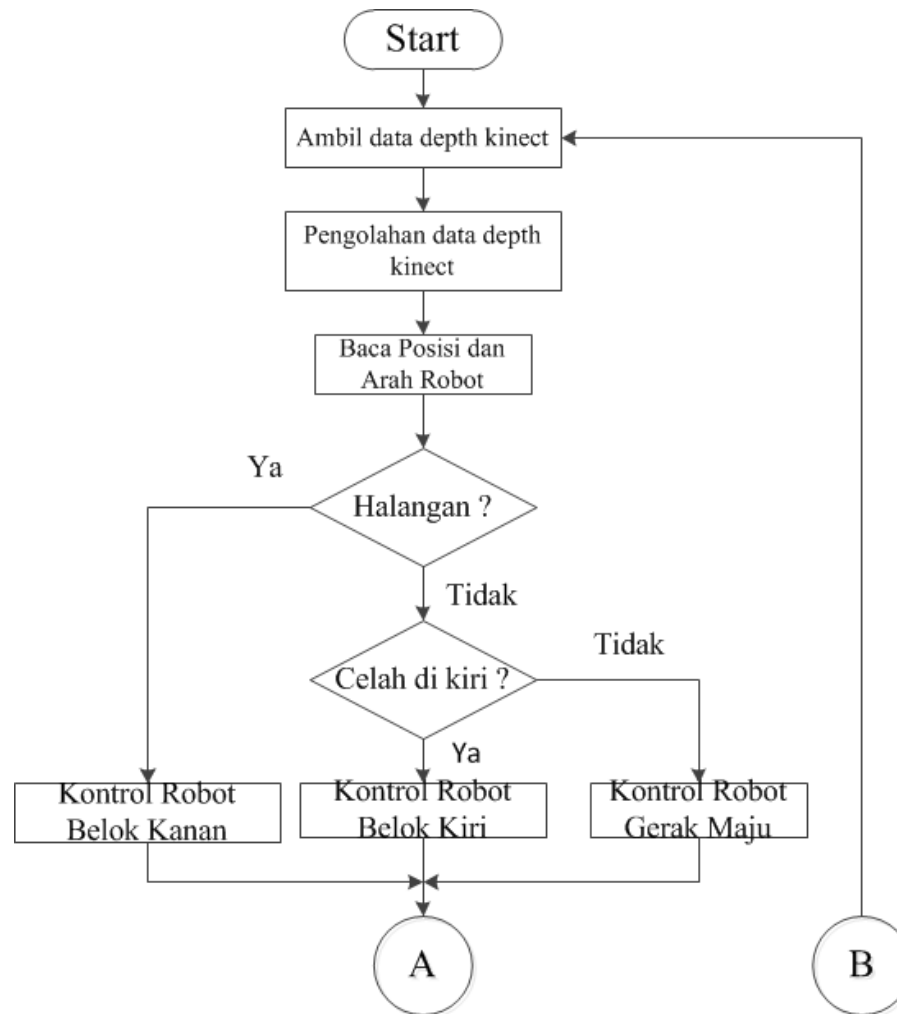 Start
Ambil data depth kinect
Pengolahan data depth
kinect
Baca Posisi dan
Arah Robot
Ya
Halangan ?
Tidak
Tidak
Celah di kiri ?
Ya
Kontrol Robot
Belok Kanan
Kontrol Robot
Belok Kiri
Kontrol Robot
Gerak Maju
A
B